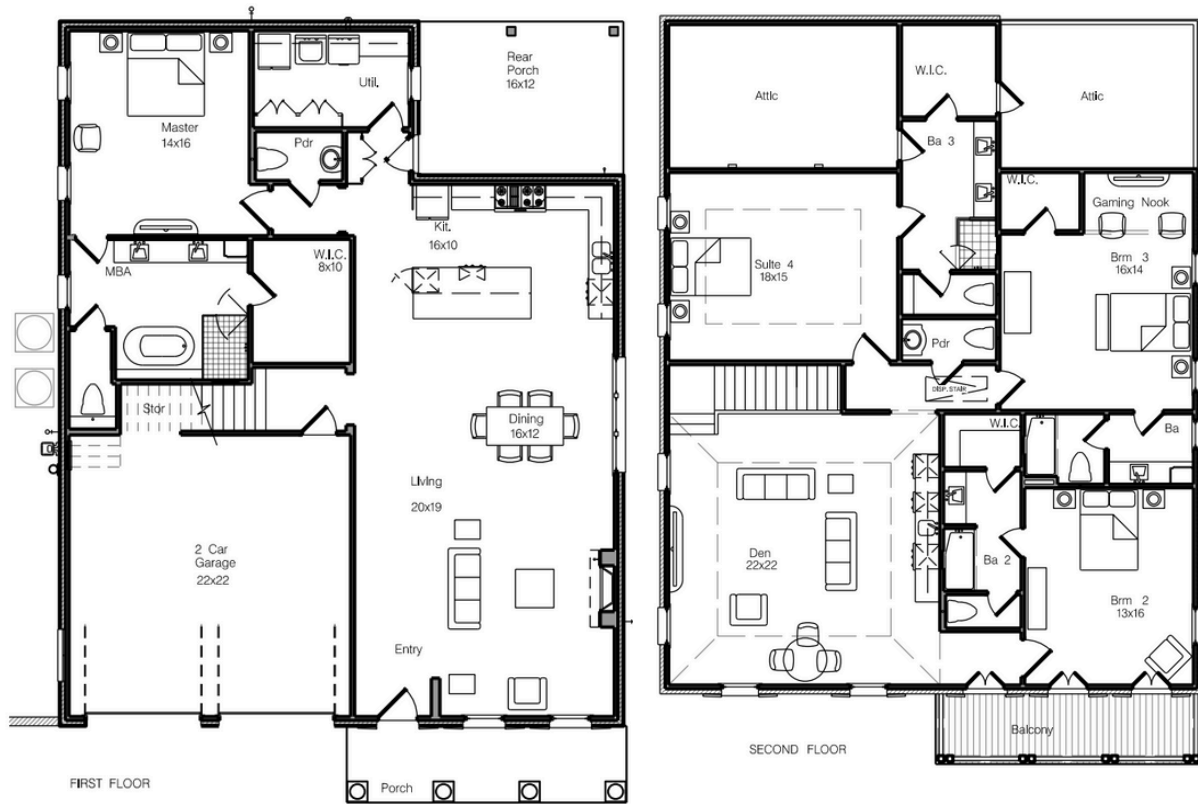 Rear
Porch
16x12
Util.
Master
14x16
Pdr
Kit.
16x10
W.I.C.
8x10
MBA
Stor
Dining
16x12
Living
20x19
2 Car
Garage
22x22
Entry
Porch
FIRST FLOOR
Attic
W.I.C.
Attic
Ba 3
W.I.C.
Gaming Nook
Suite 4
18x15
Brm 3
16x14
Pdr
DISP. STAIR
W.I.C.
Ba
Den
22x22
Ba 2
Brm 2
13x16
Balcony
SECOND FLOOR